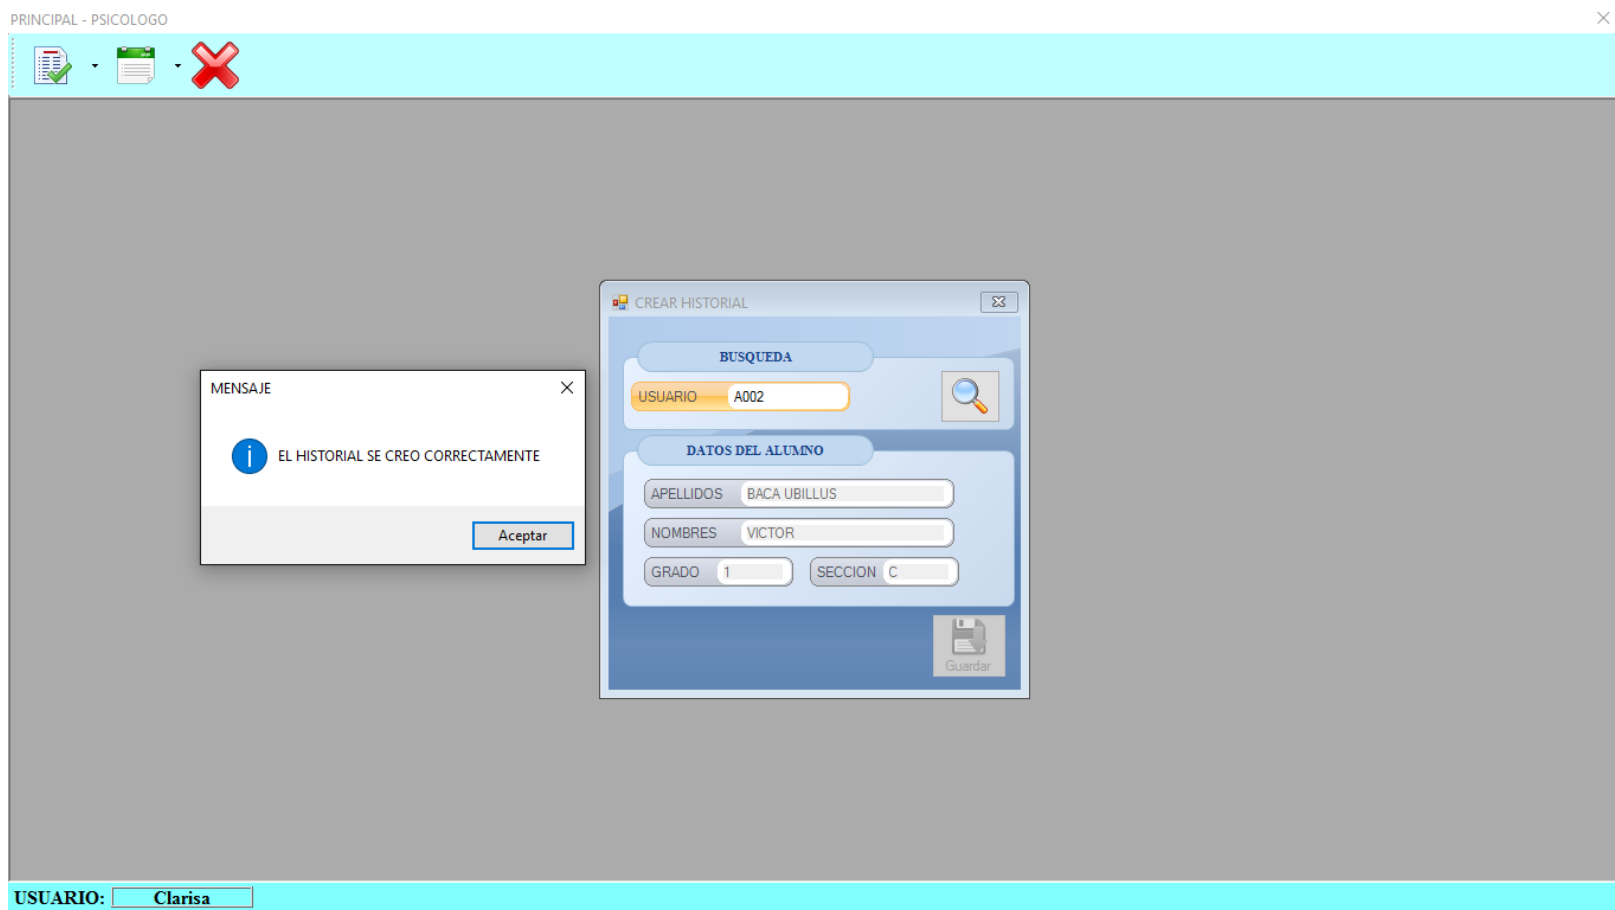 PRINCIPAL - PSICOLOGO
CREAR HISTORIAL
BUSQUEDA
USUARIO A002
DATOS DEL ALUMNO
APELLIDOS BACA UBILLUS
NOMBRES VICTOR
GRADO 1 SECCION C
Guardar
MENSAJE
EL HISTORIAL SE CREO CORRECTAMENTE
Aceptar
USUARIO: Clarisa